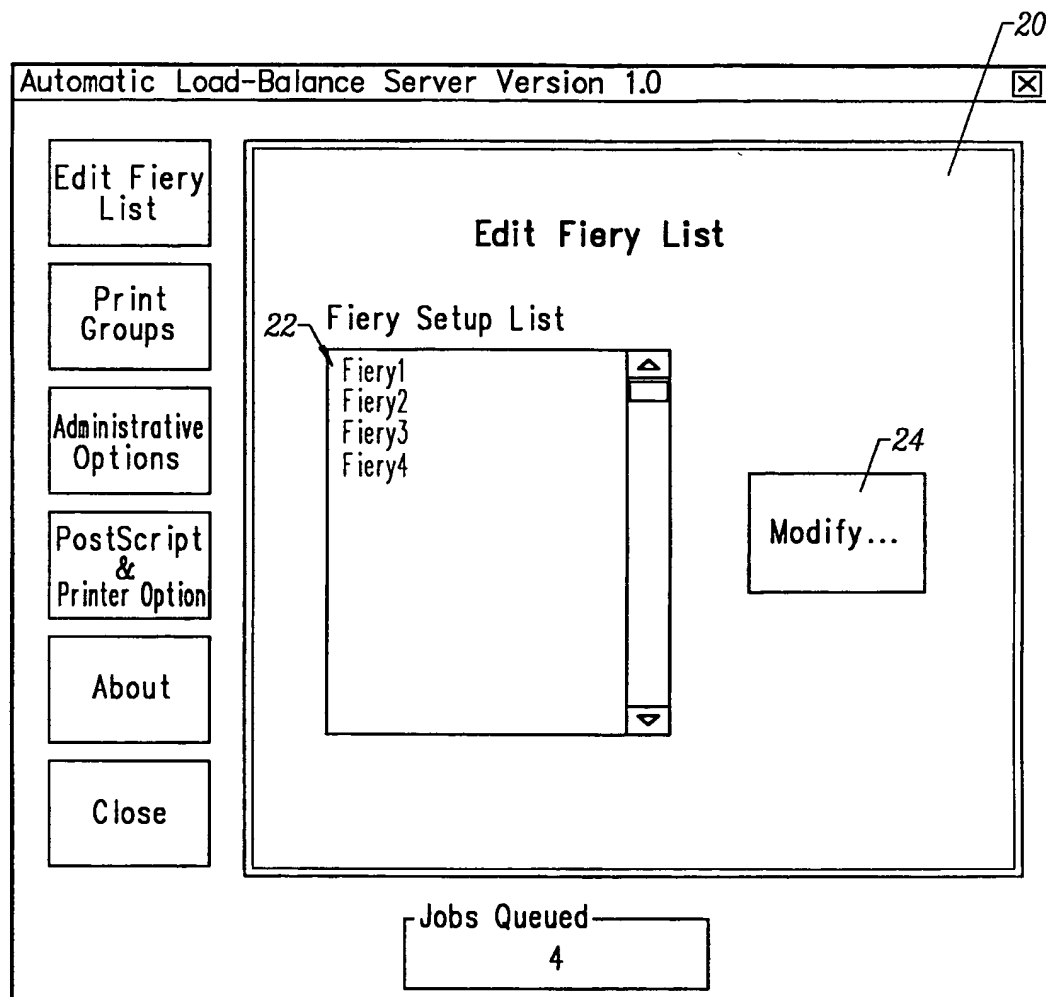 20
Automatic Load-Balance Server Version 1.0
Edit Fiery
List
Print
Groups
Administrative
Options
PostScript
&
Printer Option
About
Close
Edit Fiery List
Fiery Setup List
22
Fiery1
Fiery2
Fiery3
Fiery4
24
Modify...
Jobs Queued
4